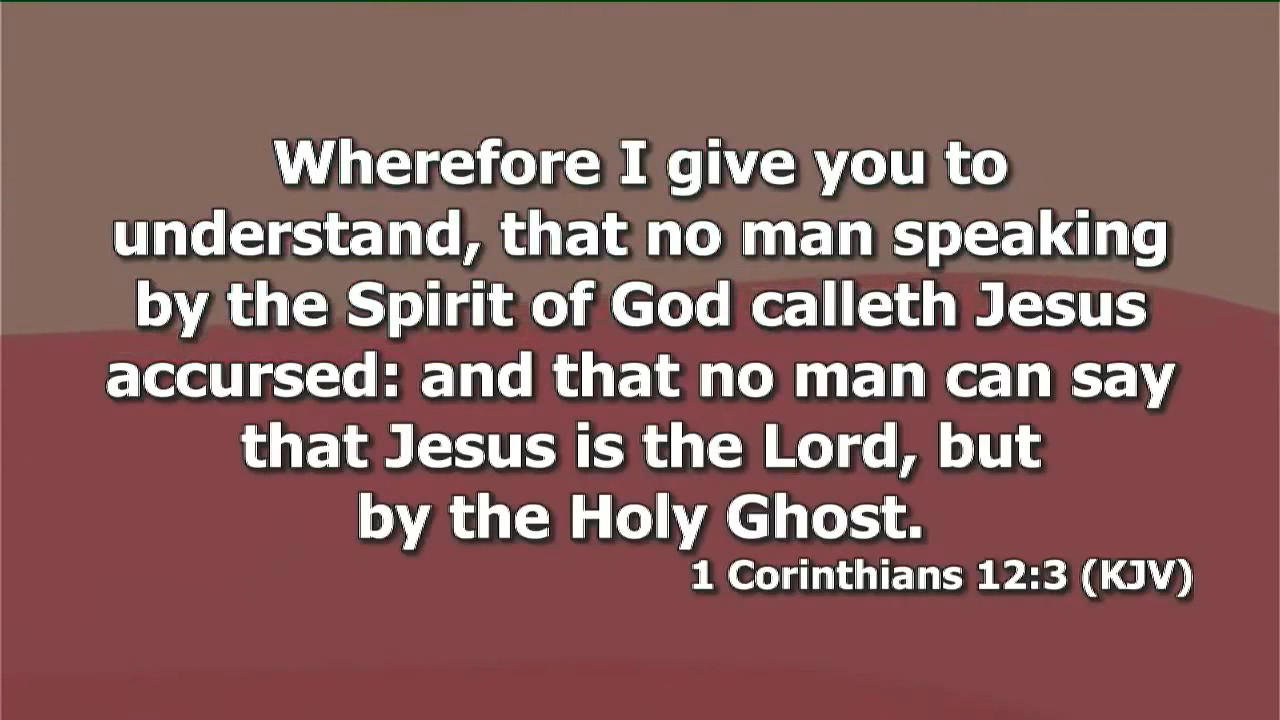 Wherefore I give you to
understand, that no man speaking
by the Spirit of God calleth Jesus
accursed: and that no man can say
that Jesus is the Lord, but
by the Holy Ghost.
1 Corinthians 12:3 (KJV)